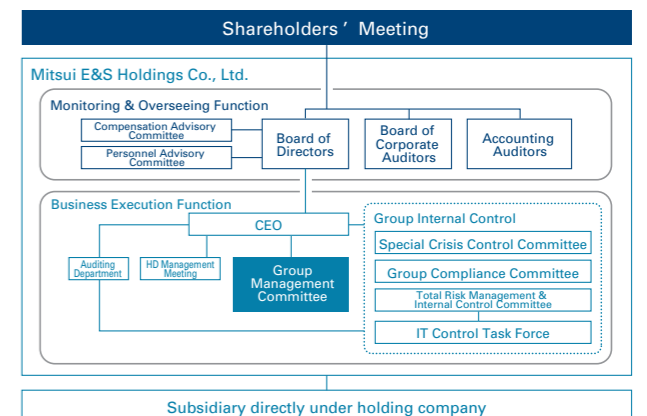 Shareholders’ Meeting
Mitsui E&S Holdings Co., Ltd.
Monitoring & Overseeing Function
Compensation Advisory
Committee
Personnel Advisory
Committee
Board of
Directors
Board of
Corporate
Auditors
Accounting
Auditors
Business Execution Function
CEO
Auditing
Department
HD Management
Meeting
Group
Management
Committee
Group Internal Control
Special Crisis Control Committee
Group Compliance Committee
Total Risk Management &
Internal Control Committee
IT Control Task Force
Subsidiary directly under holding company